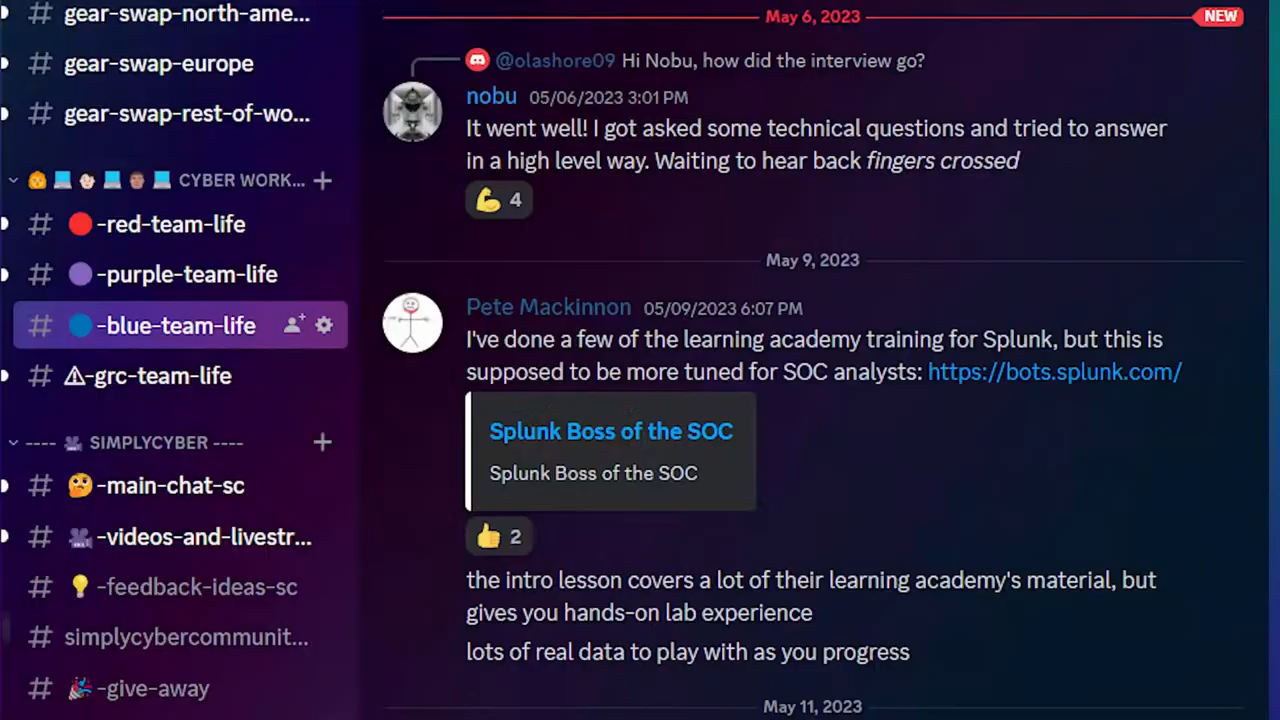 gear-swap-north-ame...
gear-swap-europe
gear-swap-rest-of-wo...
CYBER WORK... +
# 🔴-red-team-life
# 🟣-purple-team-life
# 🔵-blue-team-life
# ⚠-grc-team-life
---- 🎥 SIMPLYCYBER ---- +
# 🤔-main-chat-sc
# 🎥-videos-and-livestr...
# 💡-feedback-ideas-sc
# simplycybercommunit...
# 🎉-give-away
May 6, 2023 NEW
@olashore09 Hi Nobu, how did the interview go?
nobu 05/06/2023 3:01 PM
It went well! I got asked some technical questions and tried to answer
in a high level way. Waiting to hear back fingers crossed
💪 4
May 9, 2023
Pete Mackinnon 05/09/2023 6:07 PM
I've done a few of the learning academy training for Splunk, but this is
supposed to be more tuned for SOC analysts: https://bots.splunk.com/
Splunk Boss of the SOC
Splunk Boss of the SOC
👍 2
the intro lesson covers a lot of their learning academy's material, but
gives you hands-on lab experience
lots of real data to play with as you progress
May 11, 2023